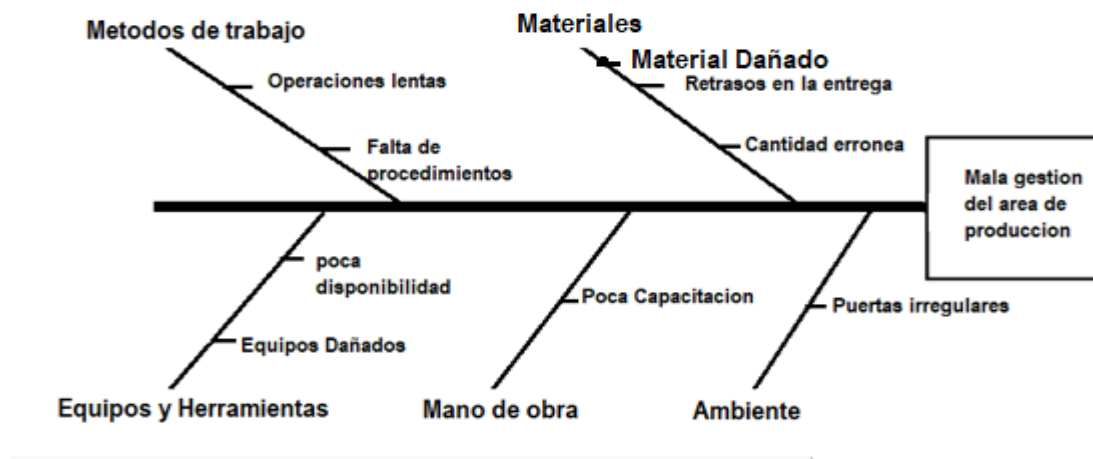 Metodos de trabajo
Materiales
Material Dañado
Operaciones lentas
Retrasos en la entrega
Falta de
procedimientos
Cantidad erronea
Mala gestion
del area de
produccion
poca
disponibilidad
Poca Capacitacion
Puertas irregulares
Equipos Dañados
Equipos y Herramientas
Mano de obra
Ambiente